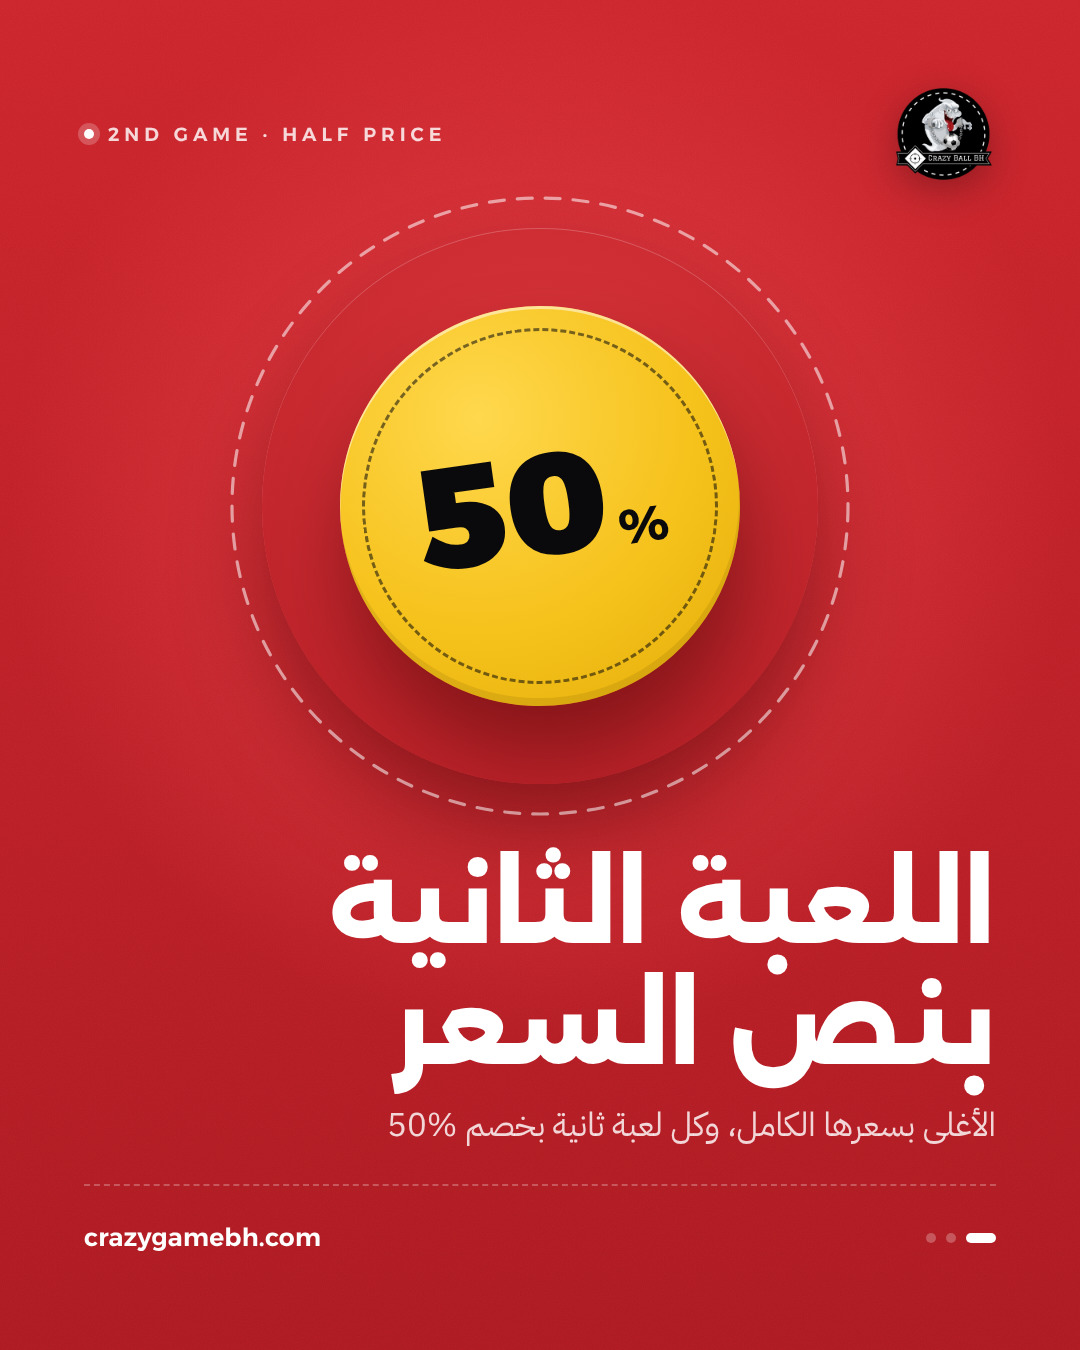 2ND GAME · HALF PRICE
CRAZY BALL BH
50%
اللعبة الثانية
بنص السعر
الأغلى بسعرها الكامل، وكل لعبة ثانية بخصم 50%
crazygamebh.com